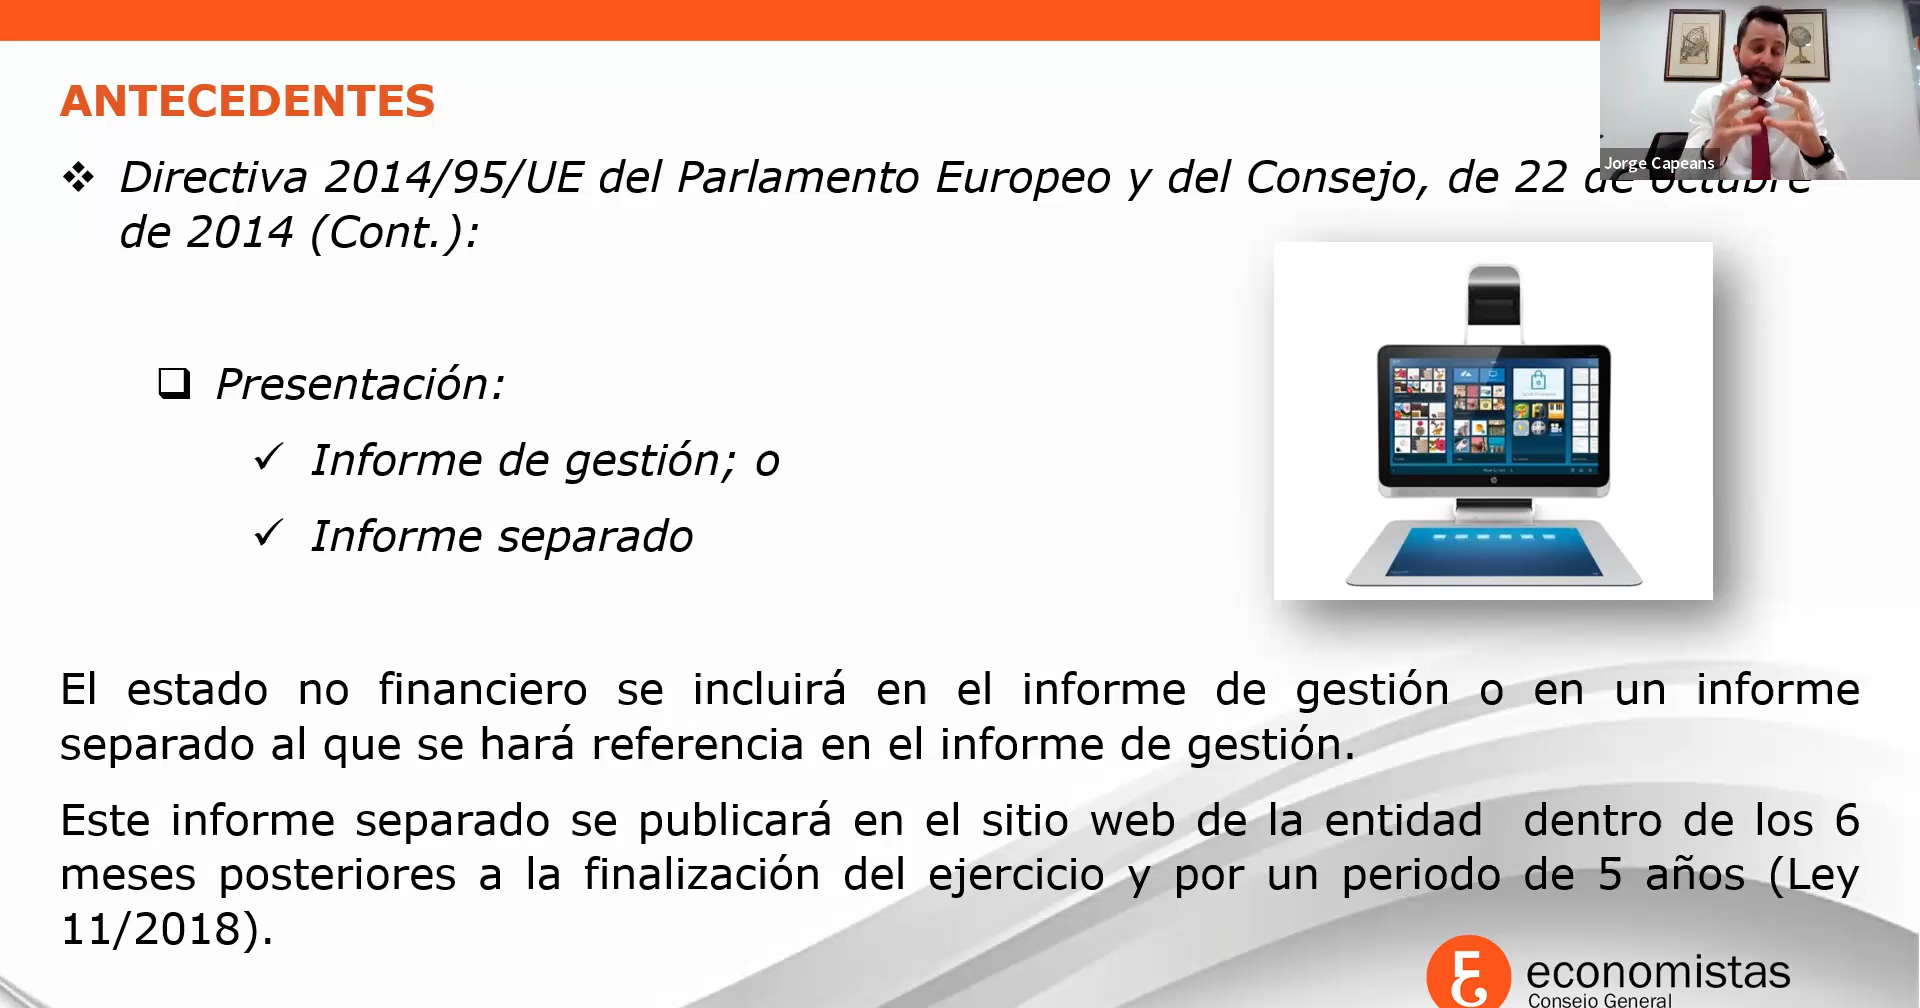 ANTECEDENTES
Jorge Capeans
Directiva 2014/95/UE del Parlamento Europeo y del Consejo, de 22 de octubre
de 2014 (Cont.):
Presentación:
Informe de gestión; o
Informe separado
El estado no financiero se incluirá en el informe de gestión o en un informe
separado al que se hará referencia en el informe de gestión.
Este informe separado se publicará en el sitio web de la entidad dentro de los 6
meses posteriores a la finalización del ejercicio y por un periodo de 5 años (Ley
11/2018).
economistas
Consejo General